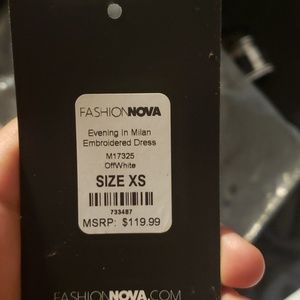 FASHIONNOVA
Evening in Milan
Embroidered Dress
M17325
OffWhite
SIZE XS
733487
MSRP: $119.99
FASHIONNOVA.COM